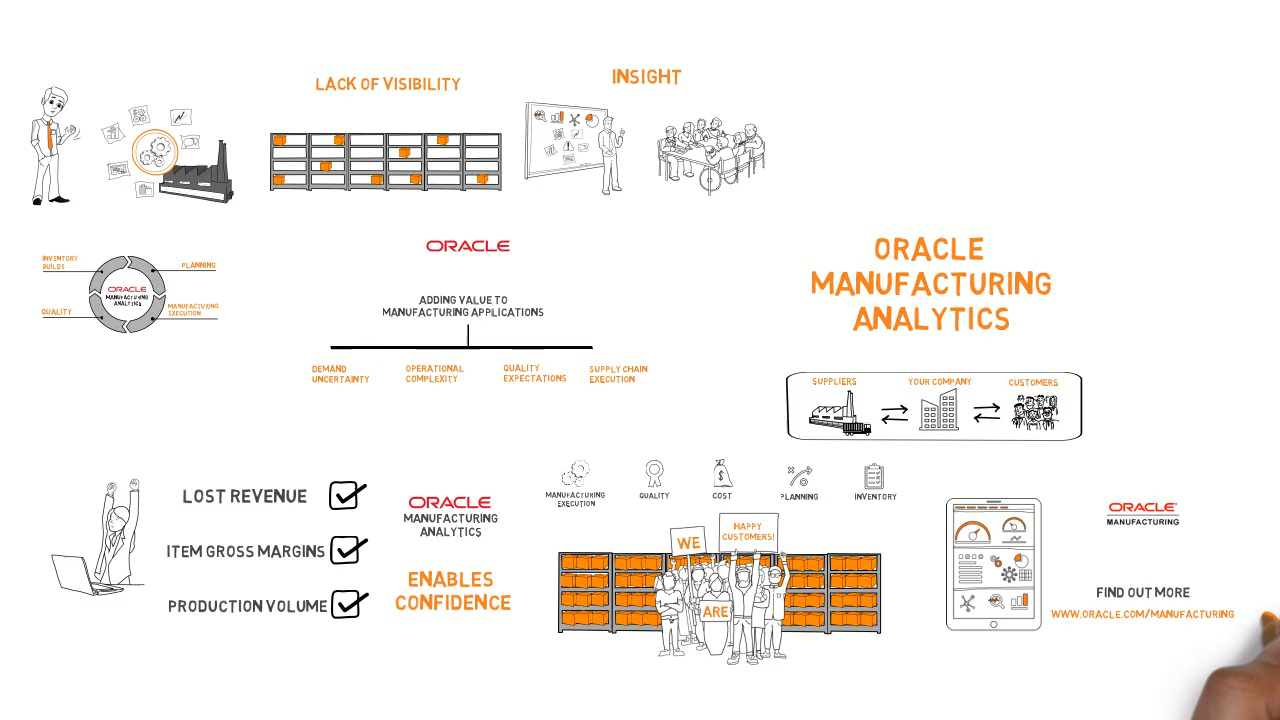 LACK OF VISIBILITY
INSIGHT
INVENTORY
BUILDS
PLANNING
ORACLE
MANUFACTURING
ANALYTICS
QUALITY
MANUFACTURING
EXECUTION
ORACLE
ADDING VALUE TO
MANUFACTURING APPLICATIONS
DEMAND
UNCERTAINTY
OPERATIONAL
COMPLEXITY
QUALITY
EXPECTATIONS
SUPPLY CHAIN
EXECUTION
ORACLE
MANUFACTURING
ANALYTICS
SUPPLIERS
YOUR COMPANY
CUSTOMERS
LOST REVENUE
ITEM GROSS MARGINS
PRODUCTION VOLUME
ORACLE
MANUFACTURING
ANALYTICS
ENABLES
CONFIDENCE
MANUFACTURING
EXECUTION
QUALITY
$
COST
PLANNING
INVENTORY
WE
ARE
HAPPY
CUSTOMERS!
ORACLE®
MANUFACTURING
FIND OUT MORE
WWW.ORACLE.COM/MANUFACTURING